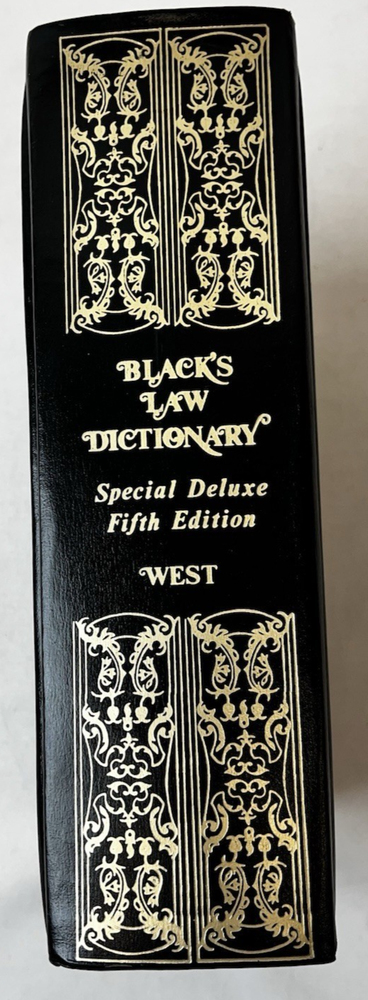 BLACK'S
LAW
DICTIONARY
Special Deluxe
Fifth Edition
WEST